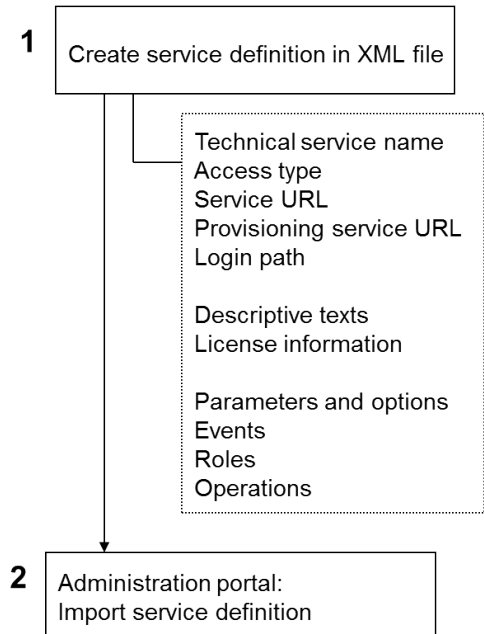 1
Create service definition in XML file
Technical service name
Access type
Service URL
Provisioning service URL
Login path
Descriptive texts
License information
Parameters and options
Events
Roles
Operations
2
Administration portal:
Import service definition